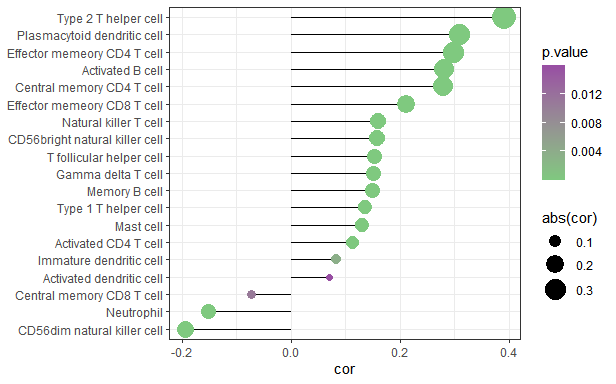 Type 2 T helper cell
Plasmacytoid dendritic cell
Effector memeory CD4 T cell
Activated B cell
Central memory CD4 T cell
Effector memeory CD8 T cell
Natural killer T cell
CD56bright natural killer cell
T follicular helper cell
Gamma delta T cell
Memory B cell
Type 1 T helper cell
Mast cell
Activated CD4 T cell
Immature dendritic cell
Activated dendritic cell
Central memory CD8 T cell
Neutrophil
CD56dim natural killer cell
-0.2 0.0 0.2 0.4
cor
p.value
0.012
0.008
0.004
abs(cor)
0.1
0.2
0.3